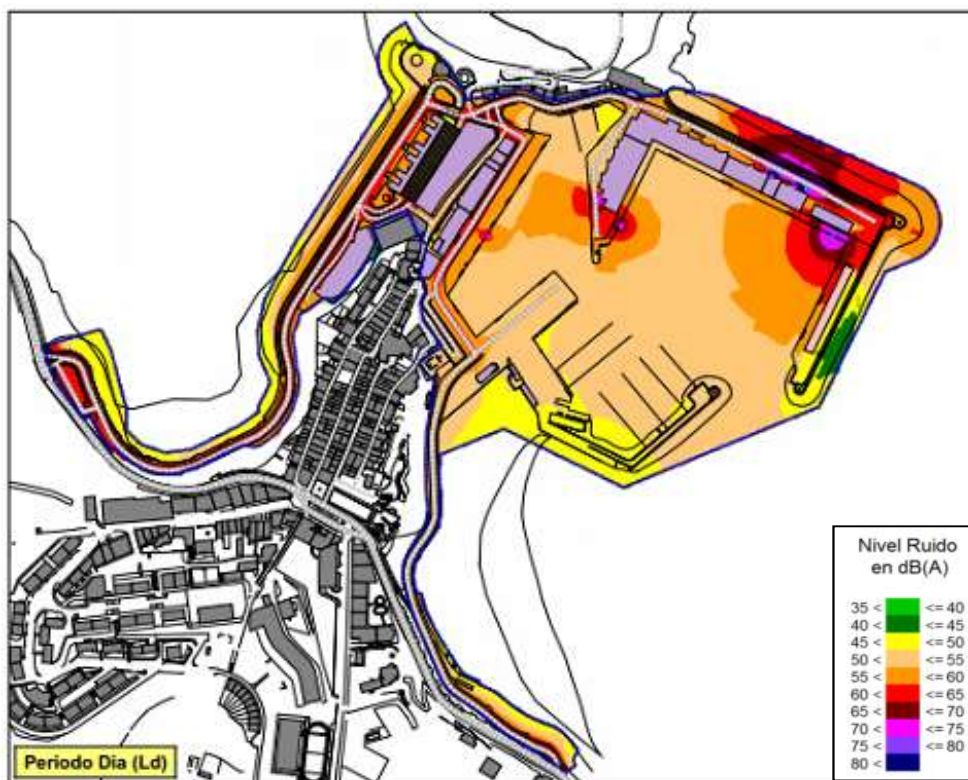 Nivel Ruido
en dB(A)
35 < <= 40
40 < <= 45
45 < <= 50
50 < <= 55
55 < <= 60
60 < <= 65
65 < <= 70
70 < <= 75
75 < <= 80
80 <
Periodo Dia (Ld)